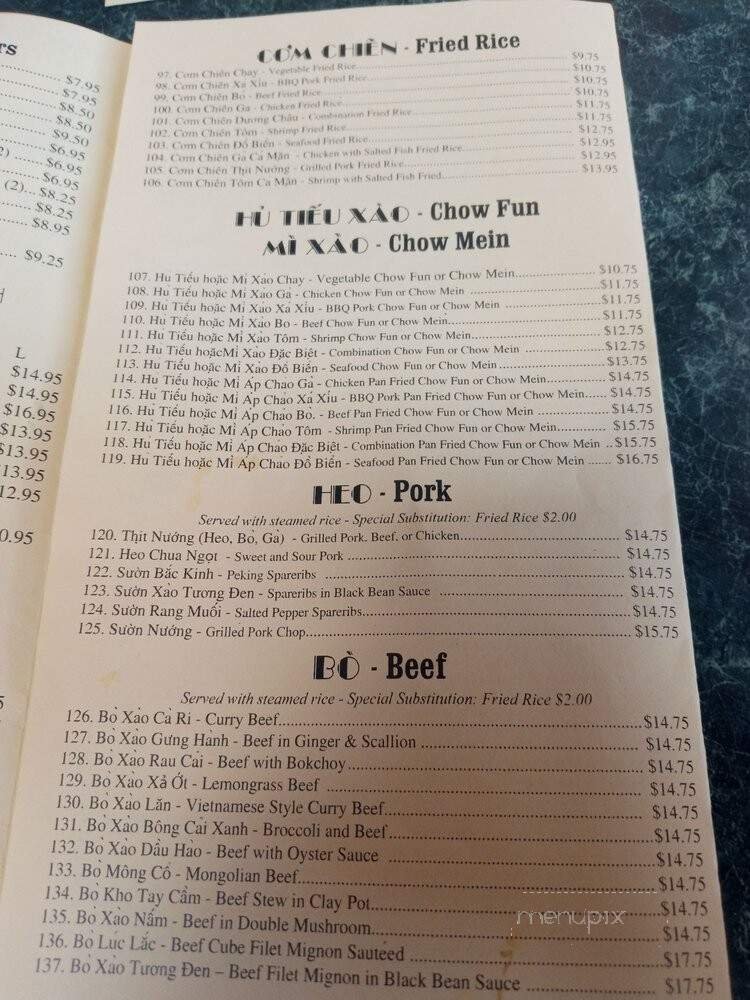 rs
$7.95
$7.95
$8.50
$8.50
$9.50
$6.95
2) $6.95
$6.95
(2)... $8.25
$8.25
$8.95
$9.25
L
$14.95
$14.95
$16.95
$13.95
$13.95
13.95
12.95
0.95
CƠM CHIÊN - Fried Rice
97. Cơm Chiên Chay - Vegetable Fried Rice $9.75
98. Cơm Chiên Xá Xíu - BBQ Pork Fried Rice $10.75
99. Cơm Chiên Bò - Beef Fried Rice $10.75
100. Cơm Chiên Gà - Chicken Fried Rice $10.75
101. Cơm Chiên Dương Châu - Combination Fried Rice $11.75
102. Cơm Chiên Tôm - Shrimp Fried Rice $11.75
103. Cơm Chiên Đồ Biển - Seafood Fried Rice $12.75
104. Cơm Chiên Gà Cá Mặn - Chicken with Salted Fish Fried Rice $12.95
105. Cơm Chiên Thịt Nướng - Grilled Pork Fried Rice $12.95
106. Cơm Chiên Tôm Cá Mặn - Shrimp with Salted Fish Fried $13.95
HỦ TIẾU XÀO - Chow Fun
MÌ XÀO - Chow Mein
107. Hủ Tiếu hoặc Mì Xào Chay - Vegetable Chow Fun or Chow Mein $10.75
108. Hủ Tiếu hoặc Mì Xào Gà - Chicken Chow Fun or Chow Mein $11.75
109. Hủ Tiếu hoặc Mì Xào Xá Xíu - BBQ Pork Chow Fun or Chow Mein $11.75
110. Hủ Tiếu hoặc Mì Xào Bò - Beef Chow Fun or Chow Mein $11.75
111. Hủ Tiếu hoặc Mì Xào Tôm - Shrimp Chow Fun or Chow Mein $12.75
112. Hủ Tiếu hoặcMì Xào Đặc Biệt - Combination Chow Fun or Chow Mein $12.75
113. Hủ Tiếu hoặc Mì Xào Đồ Biển - Seafood Chow Fun or Chow Mein $13.75
114. Hủ Tiếu hoặc Mì Áp Chảo Gà - Chicken Pan Fried Chow Fun or Chow Mein $14.75
115. Hủ Tiếu hoặc Mì Áp Chảo Xá Xíu - BBQ Pork Pan Fried Chow Fun or Chow Mein $14.75
116. Hủ Tiếu hoặc Mì Áp Chảo Bò. - Beef Pan Fried Chow Fun or Chow Mein $14.75
117. Hủ Tiếu hoặc Mì Áp Chảo Tôm - Shrimp Pan Fried Chow Fun or Chow Mein $15.75
118. Hủ Tiếu hoặc Mì Áp Chảo Đặc Biệt - Combination Pan Fried Chow Fun or Chow Mein $15.75
119. Hủ Tiếu hoặc Mì Áp Chảo Đồ Biển - Seafood Pan Fried Chow Fun or Chow Mein $16.75
HEO - Pork
Served with steamed rice - Special Substitution: Fried Rice $2.00
120. Thịt Nướng (Heo, Bò, Gà) - Grilled Pork. Beef. or Chicken $14.75
121. Heo Chua Ngọt - Sweet and Sour Pork $14.75
122. Sườn Bắc Kinh - Peking Spareribs $14.75
123. Sườn Xào Tương Đen - Spareribs in Black Bean Sauce $14.75
124. Sườn Rang Muối - Salted Pepper Spareribs $14.75
125. Sườn Nướng - Grilled Pork Chop $15.75
BÒ - Beef
Served with steamed rice - Special Substitution: Fried Rice $2.00
126. Bò Xào Cà Ri - Curry Beef $14.75
127. Bò Xào Gừng Hành - Beef in Ginger & Scallion $14.75
128. Bò Xào Rau Cải - Beef with Bokchoy $14.75
129. Bò Xào Xả Ớt - Lemongrass Beef $14.75
130. Bò Xào Lăn - Vietnamese Style Curry Beef $14.75
131. Bò Xào Bông Cải Xanh - Broccoli and Beef $14.75
132. Bò Xào Dầu Hào - Beef with Oyster Sauce $14.75
133. Bò Mông Cổ - Mongolian Beef $14.75
134. Bò Kho Tay Cầm - Beef Stew in Clay Pot $14.75
135. Bò Xào Nấm - Beef in Double Mushroom $14.75
136. Bò Lúc Lắc - Beef Cube Filet Mignon Sautéed $17.75
137. Bò Xào Tương Đen – Beef Filet Mignon in Black Bean Sauce $17.75
menupix